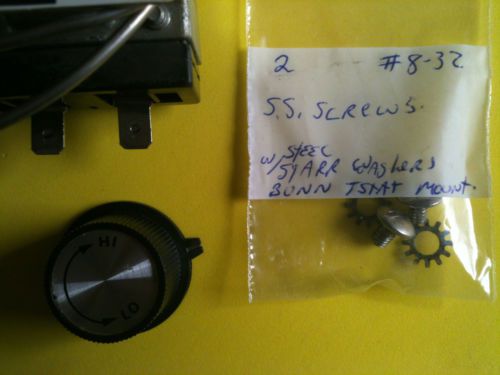 2 #8-32
S.S. SCREWS.
W/ STEEL
STARR WASHERS
BUNN TSTAT MOUNT.
HI
LO